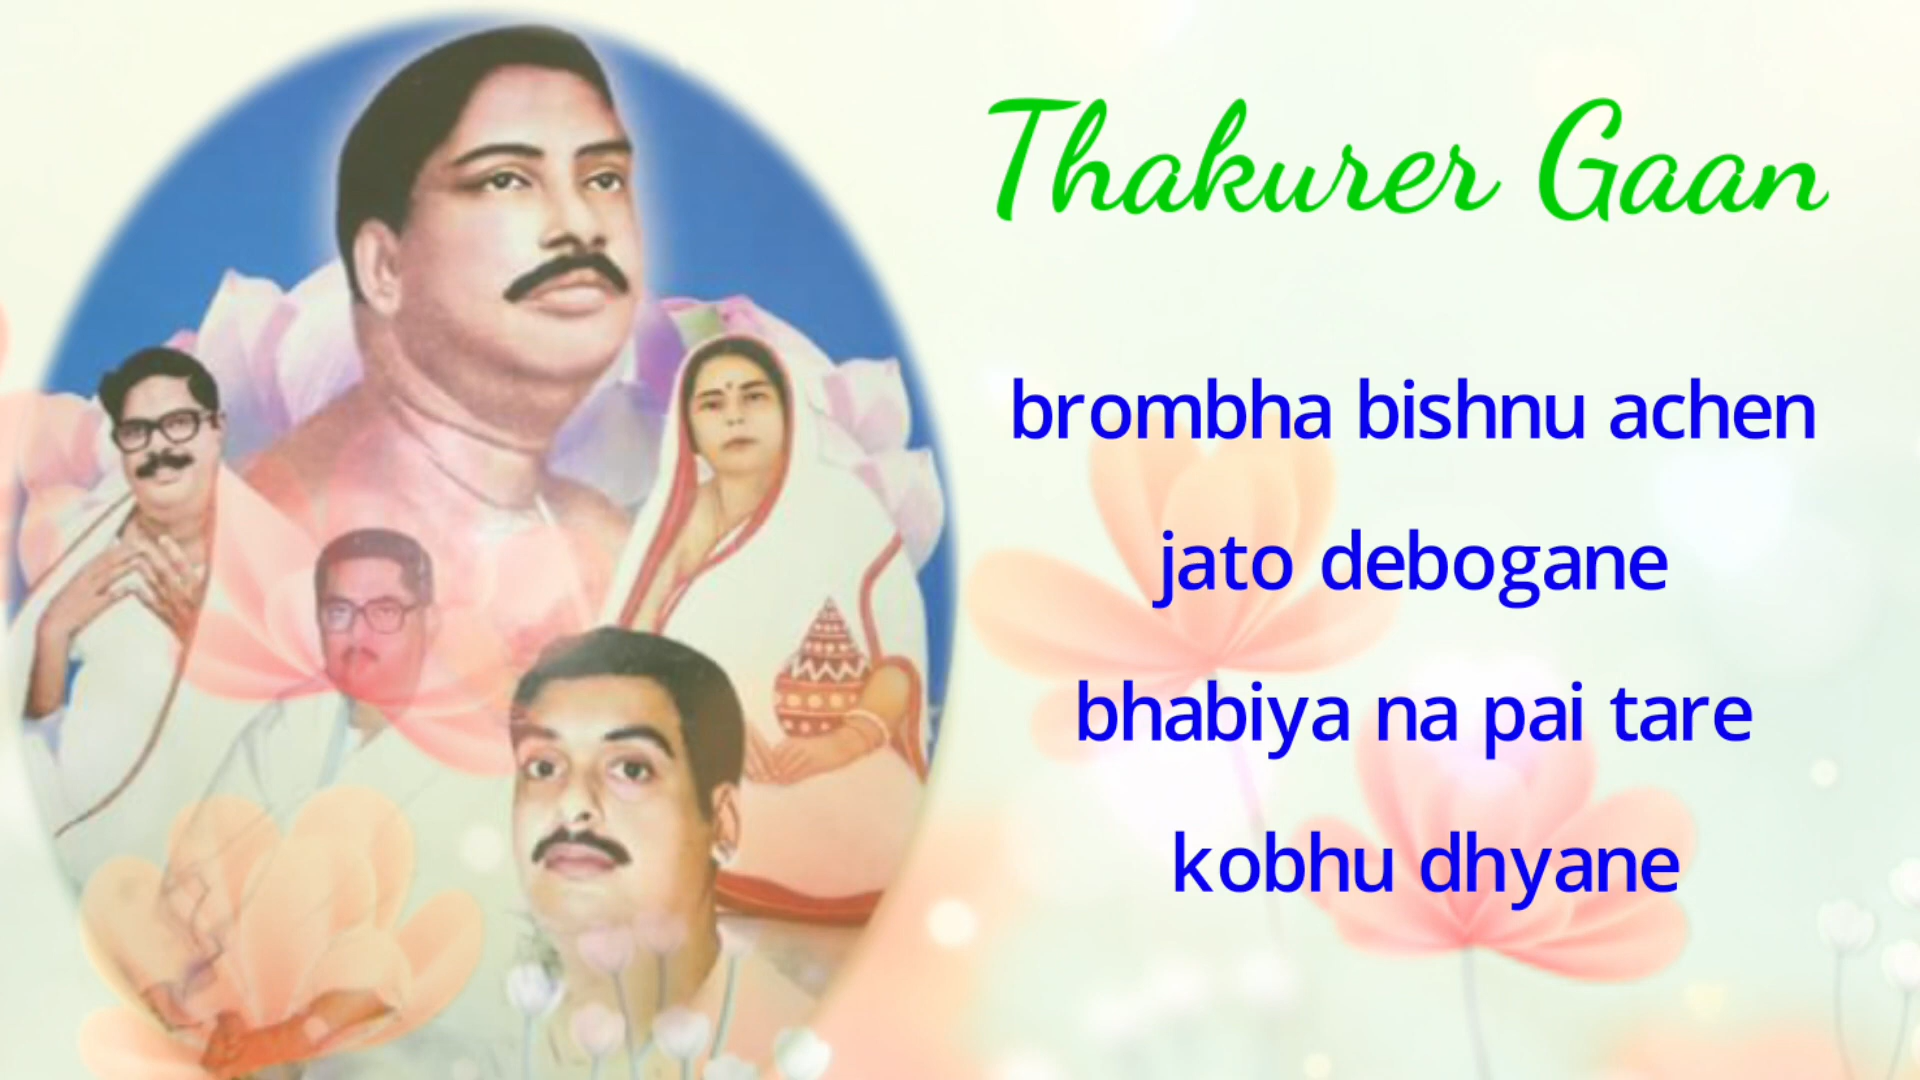 Thakurer Gaan
brombha bishnu achen
jato debogane
bhabiya na pai tare
kobhu dhyane